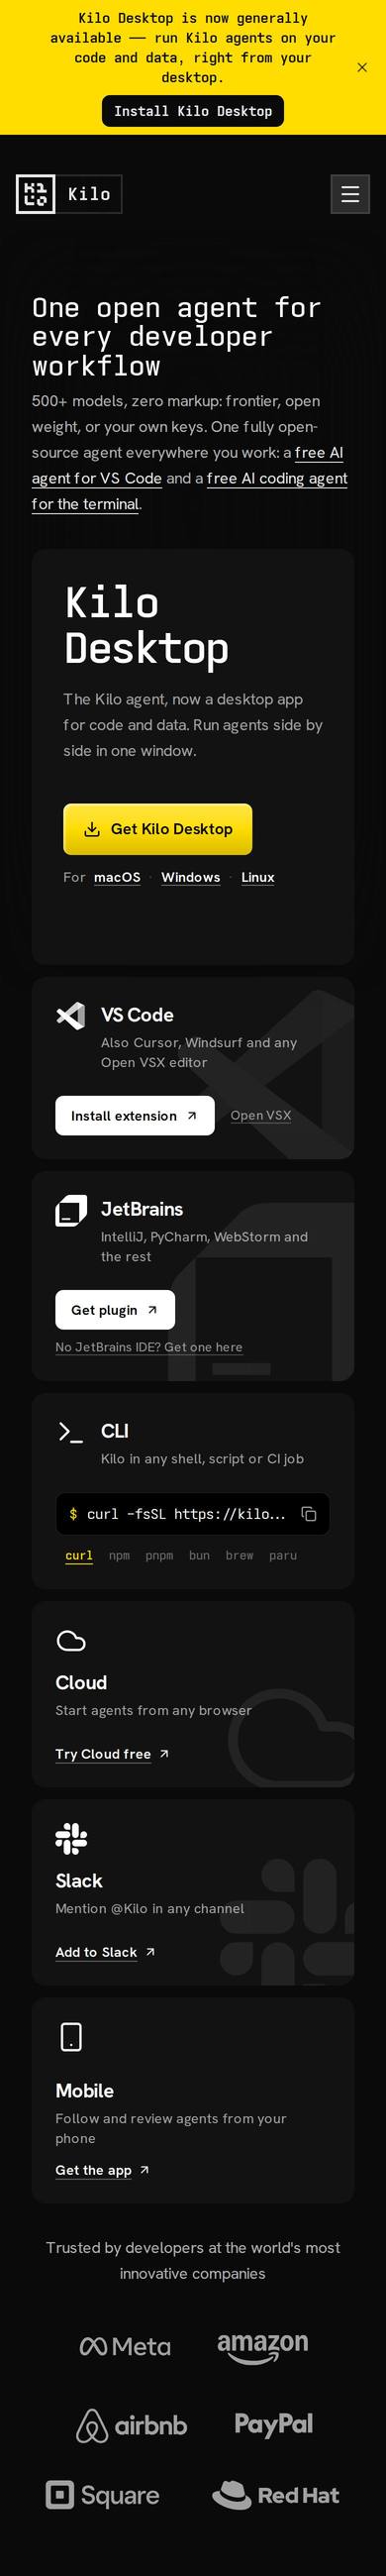 Kilo Desktop is now generally
available — run Kilo agents on your
code and data, right from your
desktop.
Install Kilo Desktop
Kilo
One open agent for
every developer
workflow
500+ models, zero markup: frontier, open
weight, or your own keys. One fully open-
source agent everywhere you work: a free AI
agent for VS Code and a free AI coding agent
for the terminal.
Kilo
Desktop
The Kilo agent, now a desktop app
for code and data. Run agents side by
side in one window.
Get Kilo Desktop
For macOS · Windows · Linux
VS Code
Also Cursor, Windsurf and any
Open VSX editor
Install extension
Open VSX
JetBrains
IntelliJ, PyCharm, WebStorm and
the rest
Get plugin
No JetBrains IDE? Get one here
CLI
Kilo in any shell, script or CI job
$ curl -fsSL https://kilo...
curl npm pnpm bun brew paru
Cloud
Start agents from any browser
Try Cloud free
Slack
Mention @Kilo in any channel
Add to Slack
Mobile
Follow and review agents from your
phone
Get the app
Trusted by developers at the world's most
innovative companies
Meta
amazon
airbnb
PayPal
Square
Red Hat